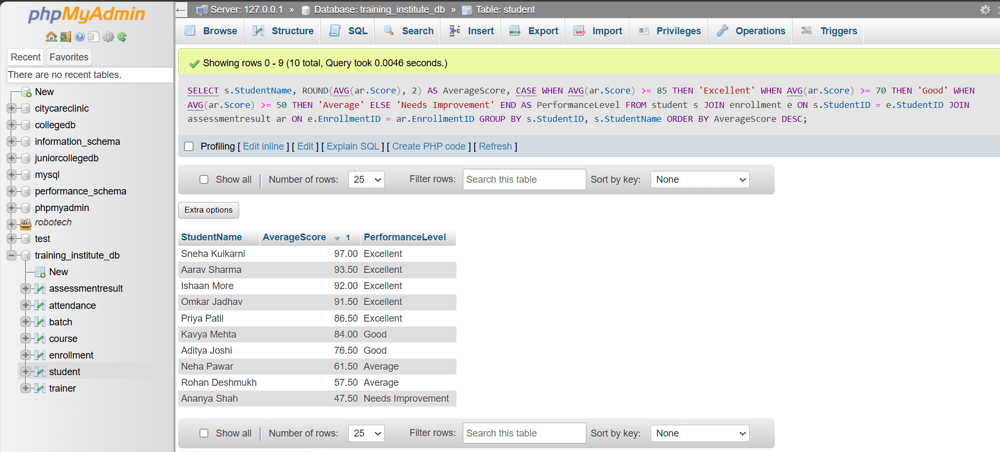 phpMyAdmin
Recent
Favorites
There are no recent tables.
New
citycareclinic
collegedb
information_schema
juniorcollegedb
mysql
performance_schema
phpmyadmin
robotech
test
training_institute_db
New
assessmentresult
attendance
batch
course
enrollment
student
trainer
Server: 127.0.0.1 » Database: training_institute_db » Table: student
Browse Structure SQL Search Insert Export Import Privileges Operations Triggers
Showing rows 0 - 9 (10 total, Query took 0.0046 seconds.)
SELECT s.StudentName, ROUND(AVG(ar.Score), 2) AS AverageScore, CASE WHEN AVG(ar.Score) >= 85 THEN 'Excellent' WHEN AVG(ar.Score) >= 70 THEN 'Good' WHEN
AVG(ar.Score) >= 50 THEN 'Average' ELSE 'Needs Improvement' END AS PerformanceLevel FROM student s JOIN enrollment e ON s.StudentID = e.StudentID JOIN
assessmentresult ar ON e.EnrollmentID = ar.EnrollmentID GROUP BY s.StudentID, s.StudentName ORDER BY AverageScore DESC;
Profiling [ Edit inline ] [ Edit ] [ Explain SQL ] [ Create PHP code ] [ Refresh ]
Show all Number of rows: 25 Filter rows: Search this table Sort by key: None
Extra options
StudentName AverageScore 1 PerformanceLevel
Sneha Kulkarni 97.00 Excellent
Aarav Sharma 93.50 Excellent
Ishaan More 92.00 Excellent
Omkar Jadhav 91.50 Excellent
Priya Patil 86.50 Excellent
Kavya Mehta 84.00 Good
Aditya Joshi 76.50 Good
Neha Pawar 61.50 Average
Rohan Deshmukh 57.50 Average
Ananya Shah 47.50 Needs Improvement
Show all Number of rows: 25 Filter rows: Search this table Sort by key: None